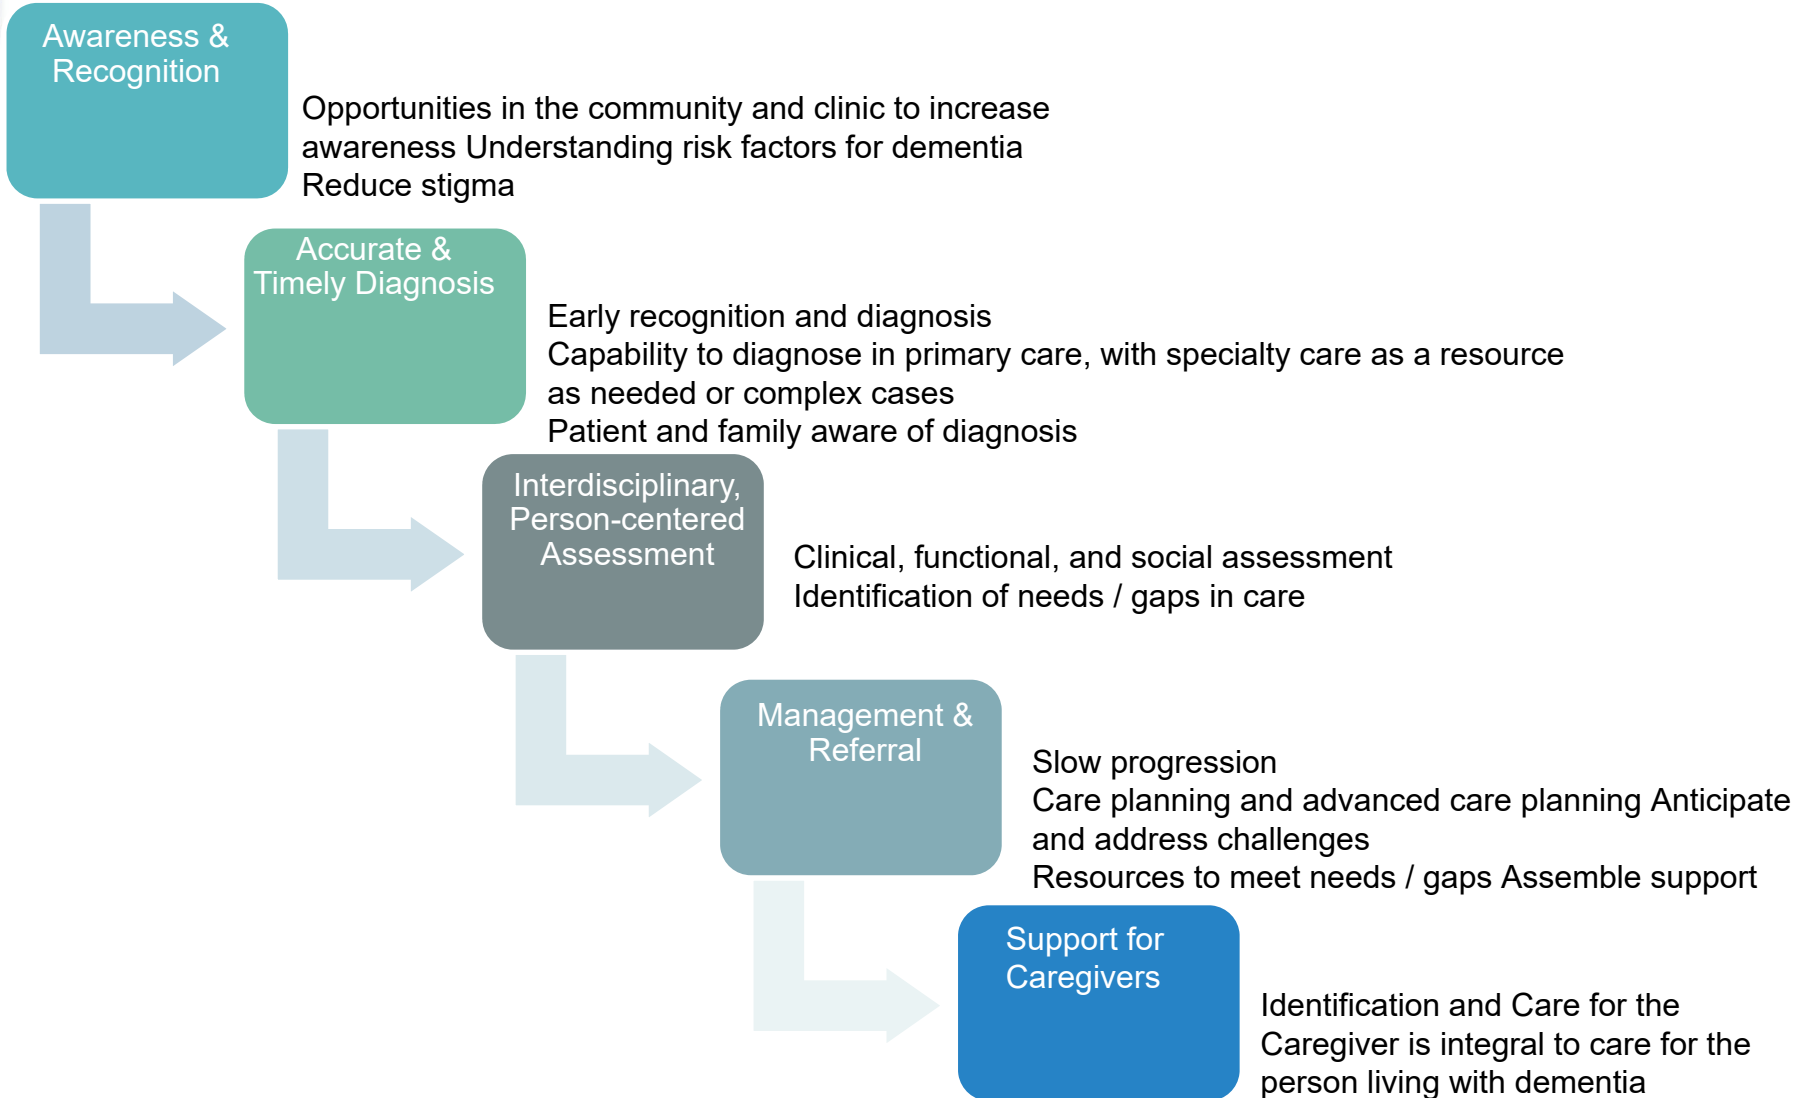 Awareness &
Recognition
Opportunities in the community and clinic to increase
awareness Understanding risk factors for dementia
Reduce stigma
Accurate &
Timely Diagnosis
Early recognition and diagnosis
Capability to diagnose in primary care, with specialty care as a resource
as needed or complex cases
Patient and family aware of diagnosis
Interdisciplinary,
Person-centered
Assessment
Clinical, functional, and social assessment
Identification of needs / gaps in care
Management &
Referral
Slow progression
Care planning and advanced care planning Anticipate
and address challenges
Resources to meet needs / gaps Assemble support
Support for
Caregivers
Identification and Care for the
Caregiver is integral to care for the
person living with dementia